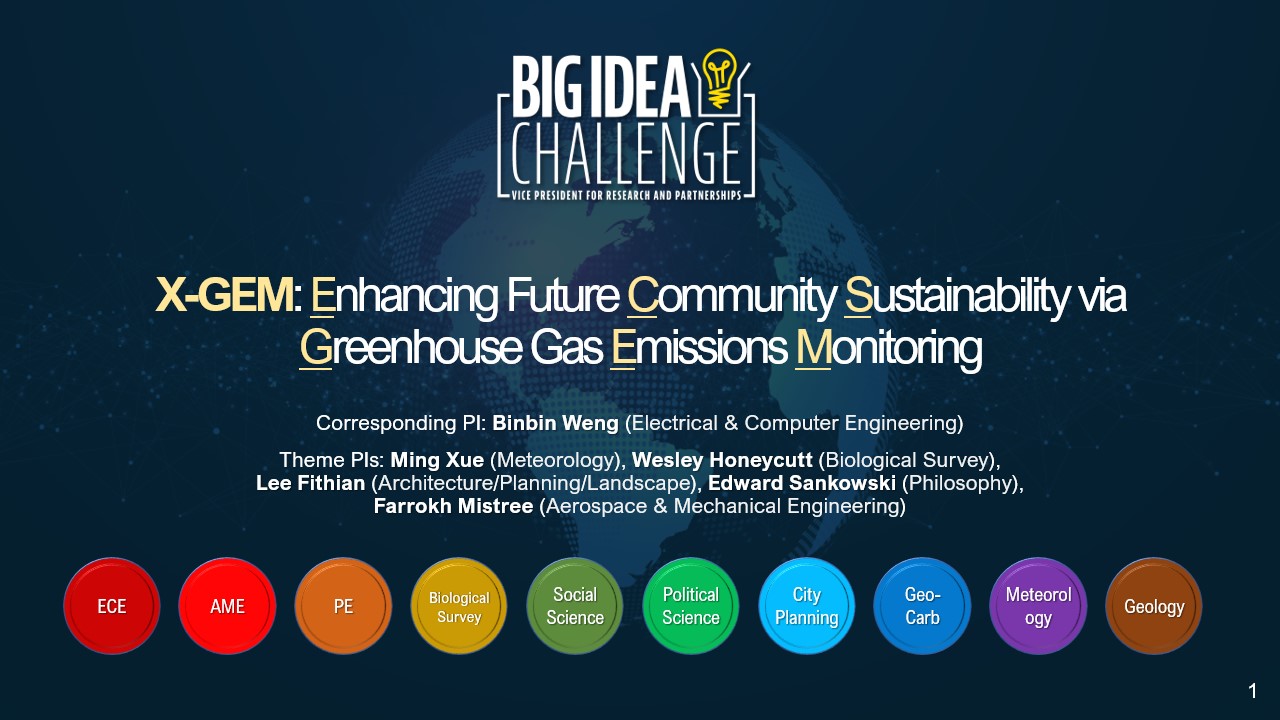 BIG IDEA
CHALLENGE
VICE PRESIDENT FOR RESEARCH AND PARTNERSHIPS
X-GEM: Enhancing Future Community Sustainability via
Greenhouse Gas Emissions Monitoring
Corresponding PI: Binbin Weng (Electrical & Computer Engineering)
Theme PIs: Ming Xue (Meteorology), Wesley Honeycutt (Biological Survey),
Lee Fithian (Architecture/Planning/Landscape), Edward Sankowski (Philosophy),
Farrokh Mistree (Aerospace & Mechanical Engineering)
ECE
AME
PE
Biological
Survey
Social
Science
Political
Science
City
Planning
Geo-
Carb
Meteorol
ogy
Geology
1